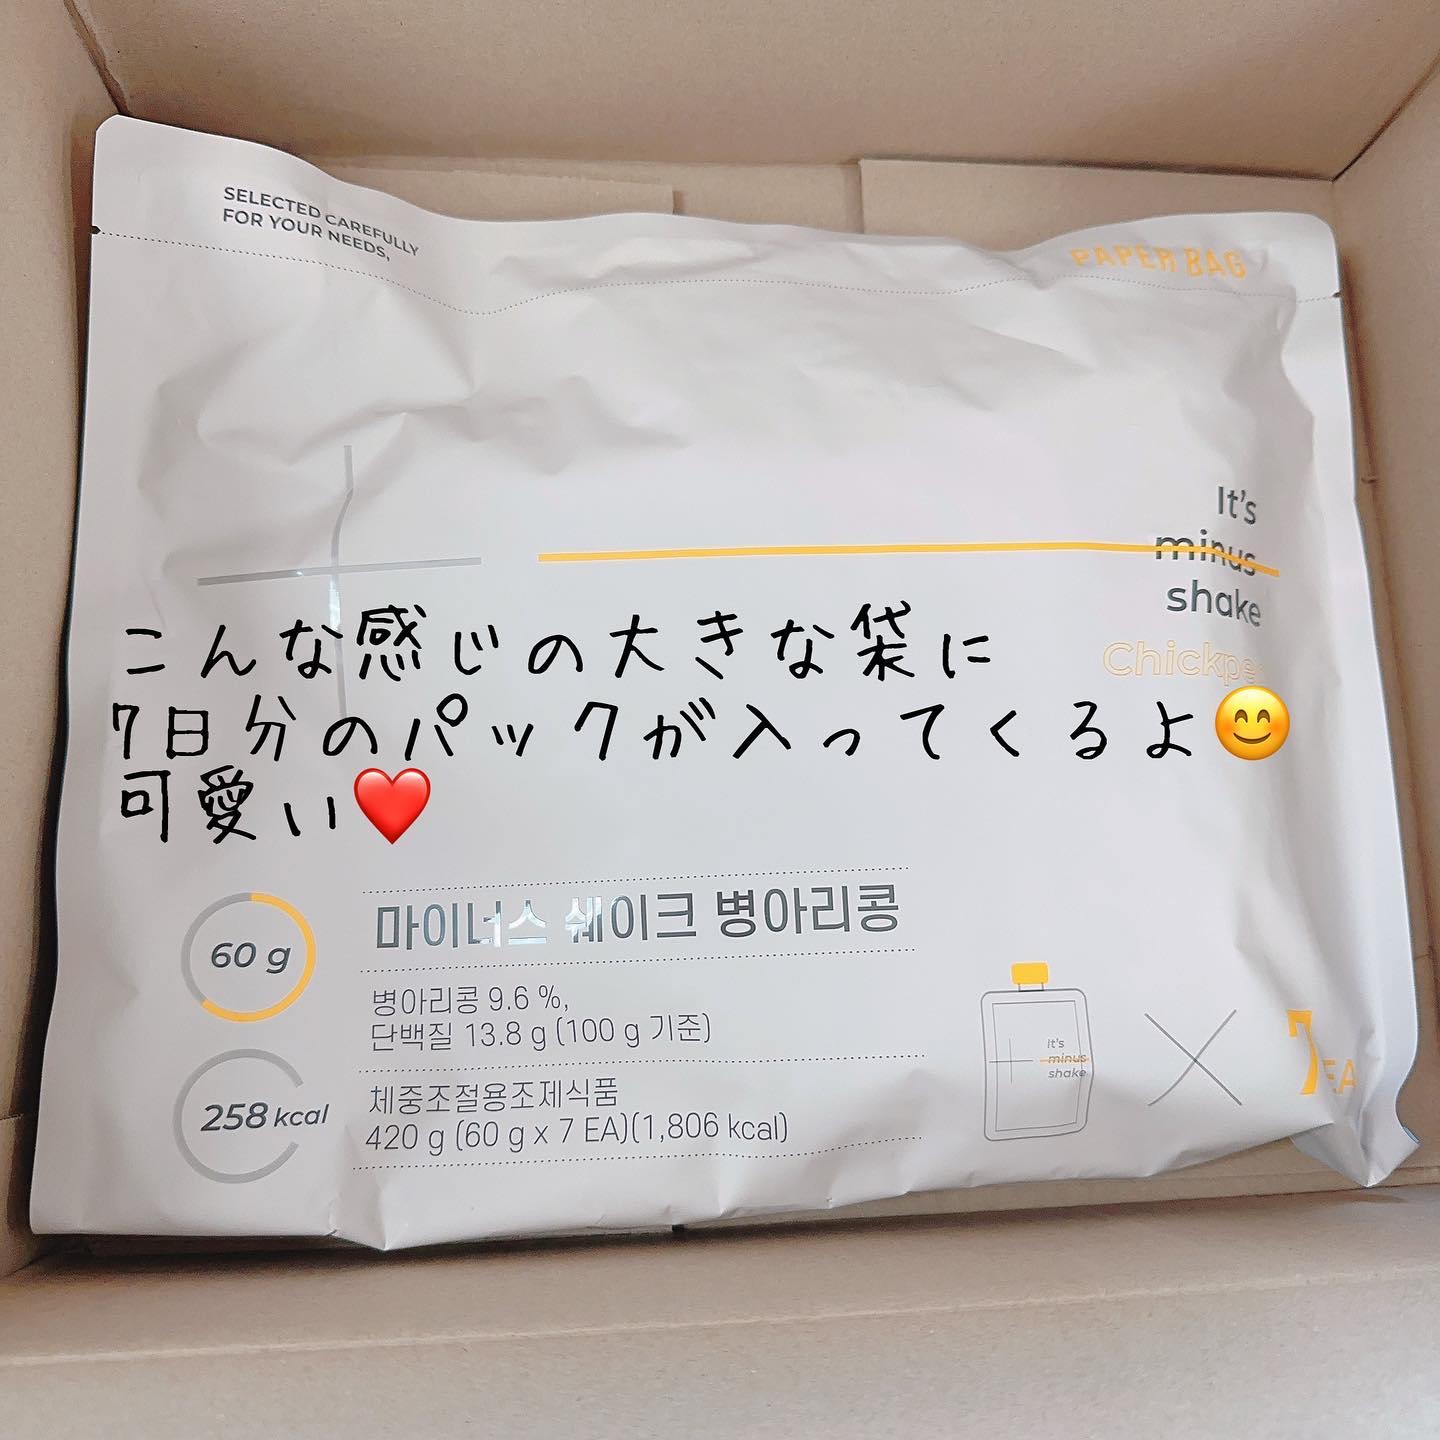 SELECTED CAREFULLY
FOR YOUR NEEDS,
PAPER BAG
It's
minus
shake
Chickpe
こんな感じの大きな袋に
7日分のパックが入ってくるよ😊
可愛い❤️
60 g
마이너스 쉐이크 병아리콩
병아리콩 9.6 %,
단백질 13.8 g (100 g 기준)
258 kcal
체중조절용조제식품
420 g (60 g x 7 EA)(1,806 kcal)
It's
minus
shake
7EA